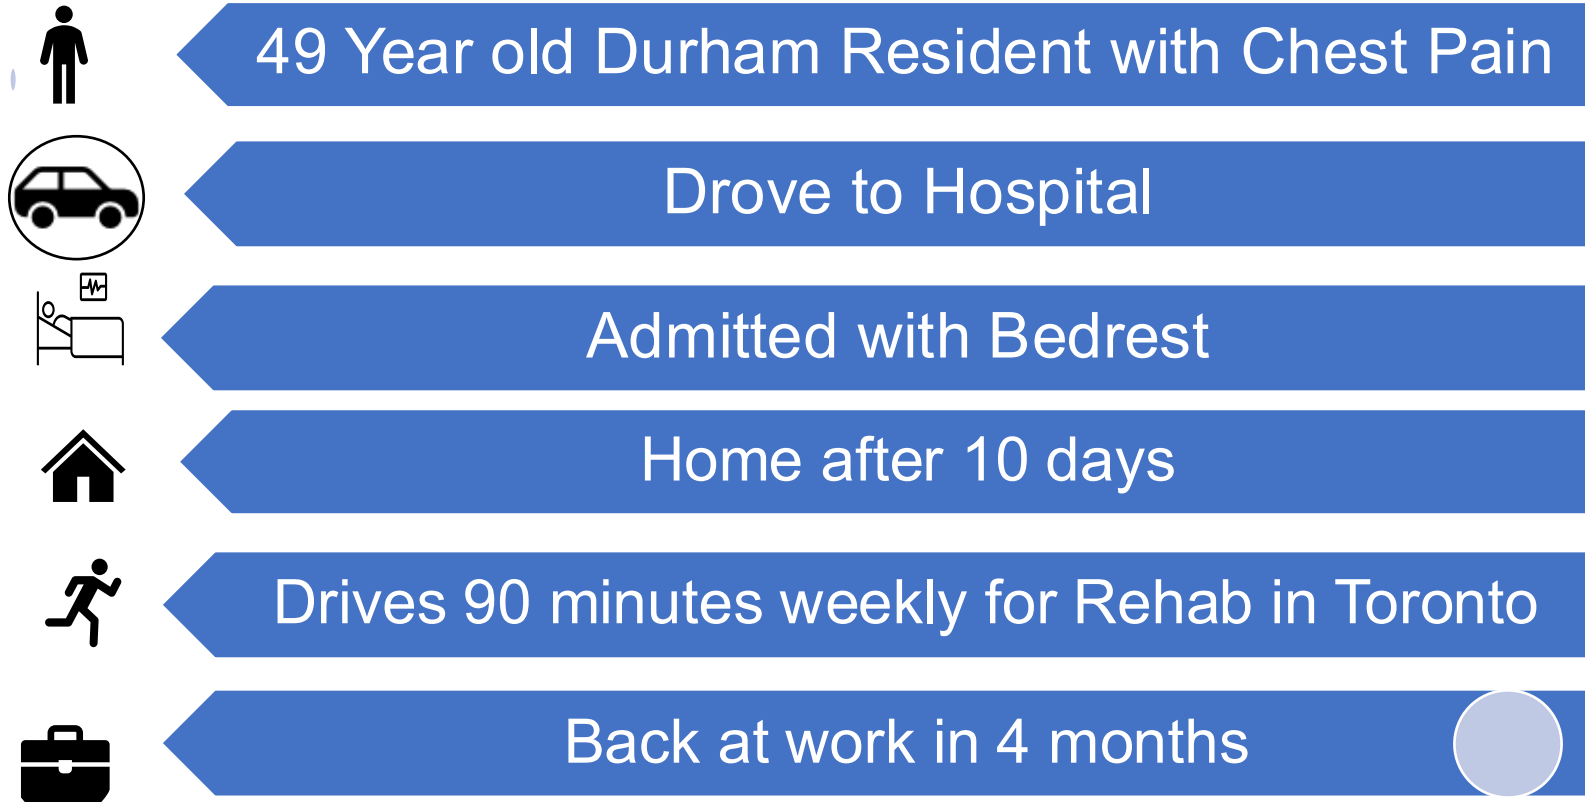 49 Year old Durham Resident with Chest Pain
Drove to Hospital
Admitted with Bedrest
Home after 10 days
Drives 90 minutes weekly for Rehab in Toronto
Back at work in 4 months